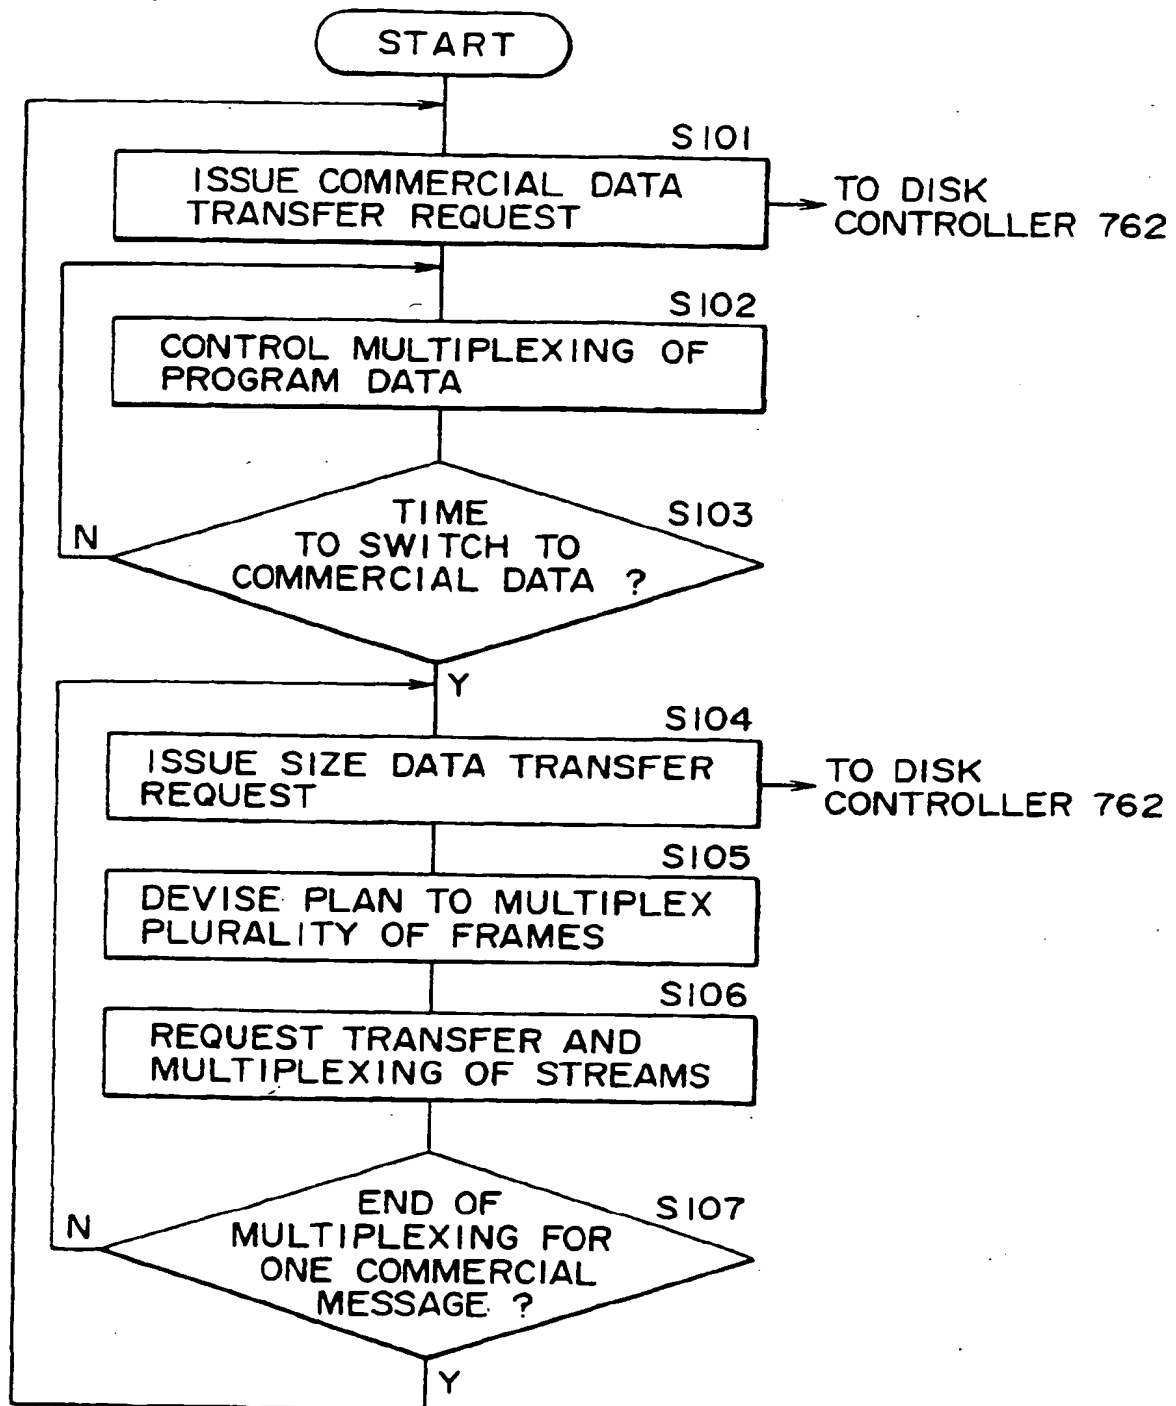 START
S101
ISSUE COMMERCIAL DATA
TRANSFER REQUEST
TO DISK
CONTROLLER 762
S102
CONTROL MULTIPLEXING OF
PROGRAM DATA
S103
TIME
TO SWITCH TO
COMMERCIAL DATA ?
N
Y
S104
ISSUE SIZE DATA TRANSFER
REQUEST
TO DISK
CONTROLLER 762
S105
DEVISE PLAN TO MULTIPLEX
PLURALITY OF FRAMES
S106
REQUEST TRANSFER AND
MULTIPLEXING OF STREAMS
S107
END OF
MULTIPLEXING FOR
ONE COMMERCIAL
MESSAGE ?
N
Y